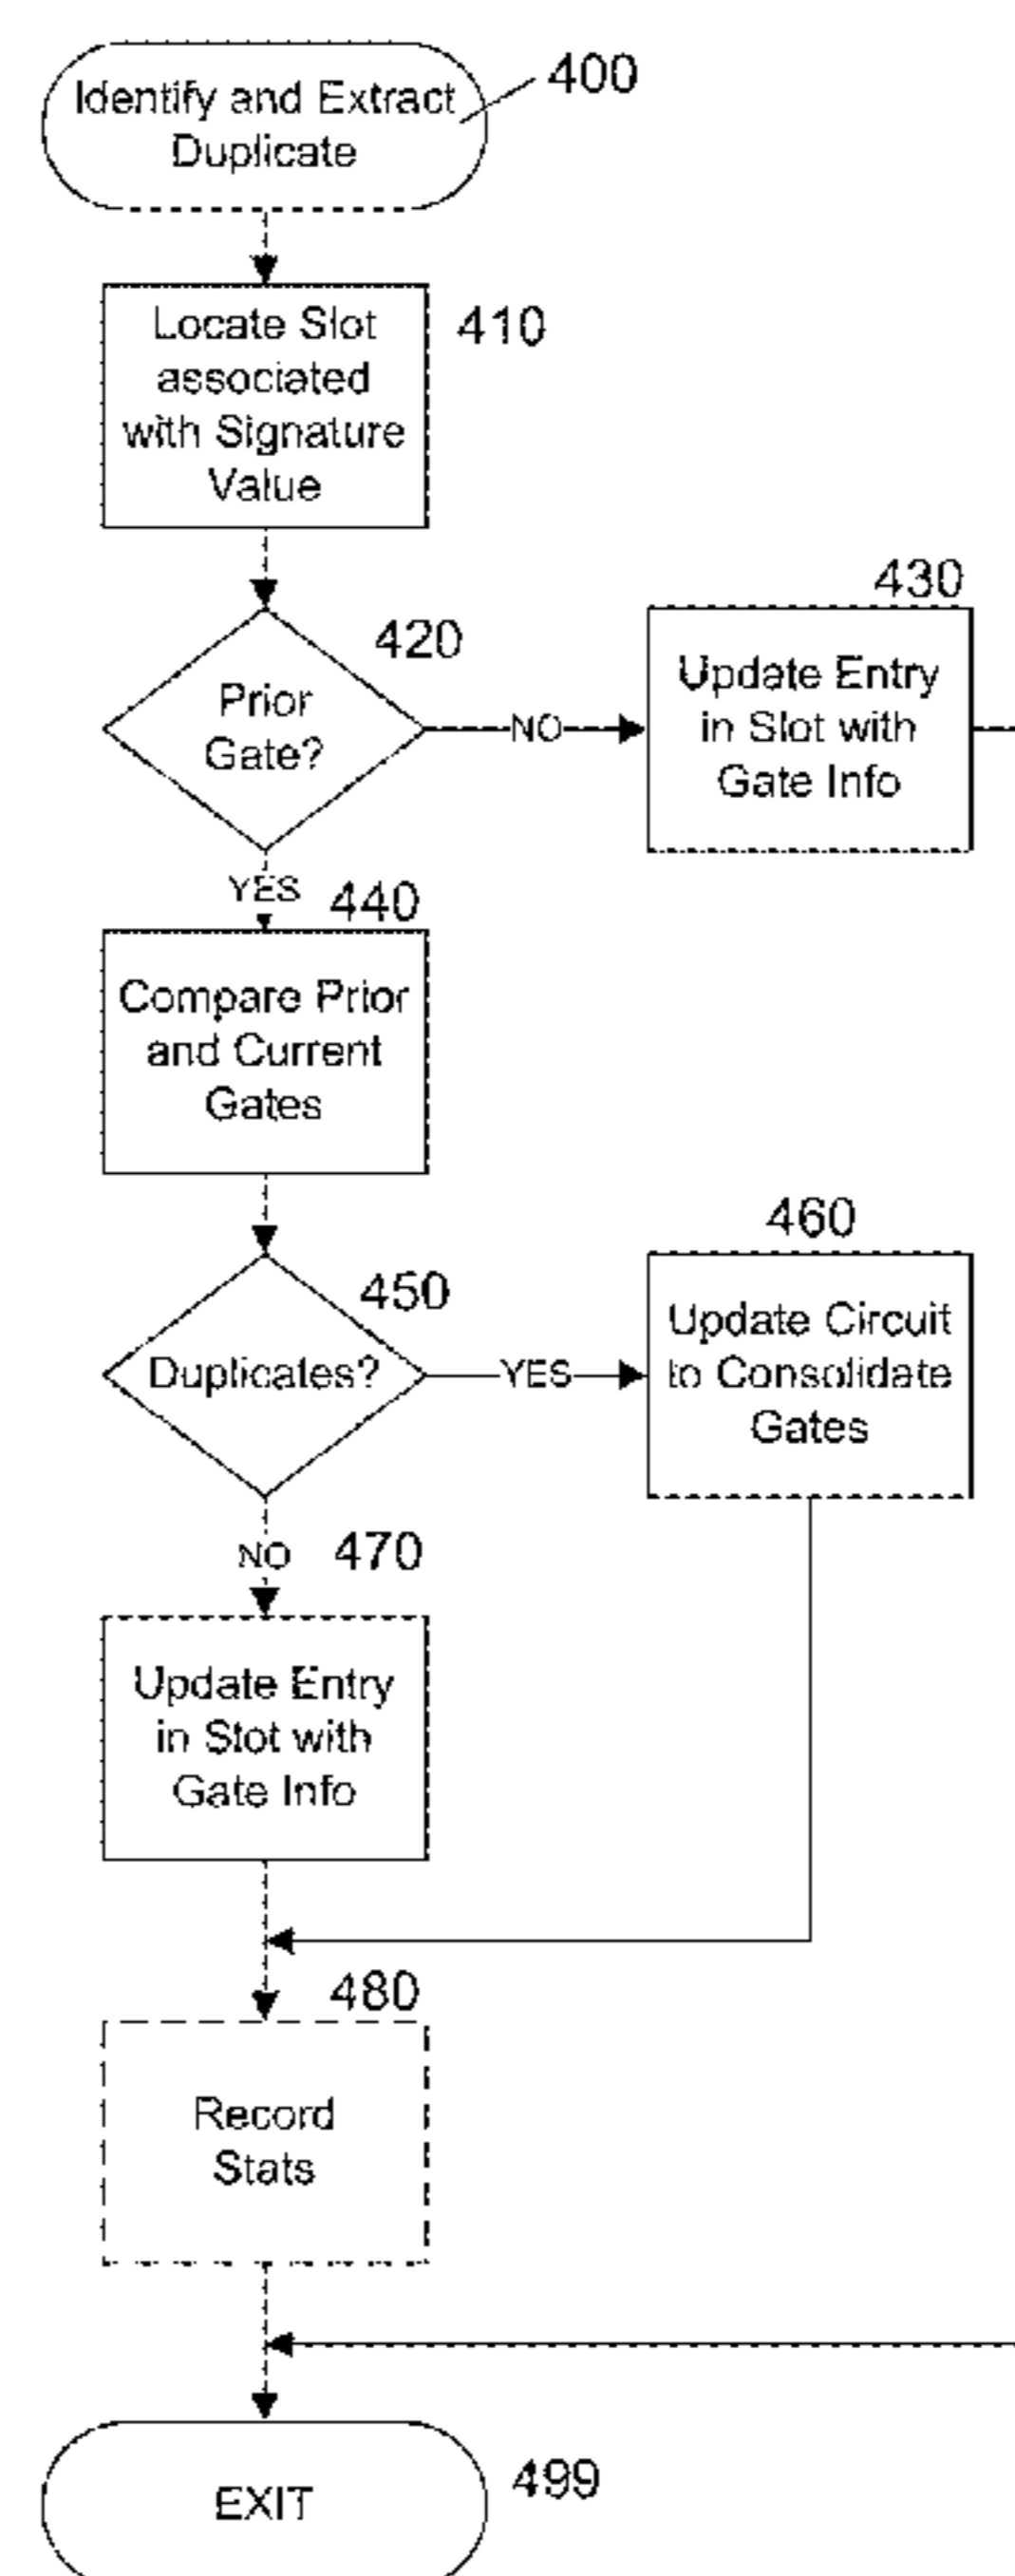 Identify and Extract
Duplicate
400
Locate Slot
associated
with Signature
Value
410
Prior
Gate?
420
NO
430
Update Entry
in Slot with
Gate Info
YES
440
Compare Prior
and Current
Gates
Duplicates?
450
YES
460
Update Circuit
to Consolidate
Gates
NO
470
Update Entry
in Slot with
Gate Info
480
Record
Stats
EXIT
499